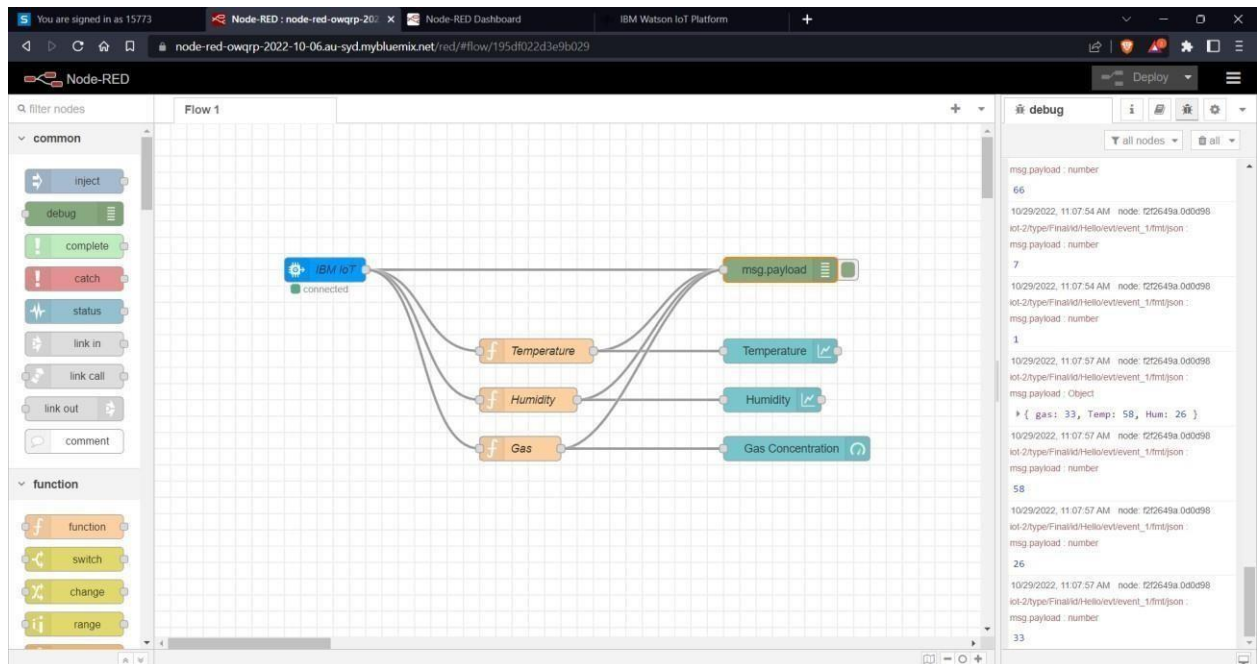 You are signed in as 15773
Node-RED : node-red-owqrp-202
Node-RED Dashboard
IBM Watson IoT Platform
node-red-owqrp-2022-10-06.au-syd.mybluemix.net/red/#flow/195df022d3e9b029
Node-RED
Deploy
filter nodes
common
inject
debug
complete
catch
status
link in
link call
link out
comment
function
function
switch
change
range
Flow 1
IBM IoT
connected
msg.payload
Temperature
Temperature
Humidity
Humidity
Gas
Gas Concentration
debug
i
all nodes
all
msg.payload : number
66
10/29/2022, 11:07:54 AM node: f2f2649a.0d0d98
iot-2/type/Final/id/Hello/evt/event_1/fmt/json :
msg.payload : number
7
10/29/2022, 11:07:54 AM node: f2f2649a.0d0d98
iot-2/type/Final/id/Hello/evt/event_1/fmt/json :
msg.payload : number
1
10/29/2022, 11:07:57 AM node: f2f2649a.0d0d98
iot-2/type/Final/id/Hello/evt/event_1/fmt/json :
msg.payload : Object
{ gas: 33, Temp: 58, Hum: 26 }
10/29/2022, 11:07:57 AM node: f2f2649a.0d0d98
iot-2/type/Final/id/Hello/evt/event_1/fmt/json :
msg.payload : number
58
10/29/2022, 11:07:57 AM node: f2f2649a.0d0d98
iot-2/type/Final/id/Hello/evt/event_1/fmt/json :
msg.payload : number
26
10/29/2022, 11:07:57 AM node: f2f2649a.0d0d98
iot-2/type/Final/id/Hello/evt/event_1/fmt/json :
msg.payload : number
33